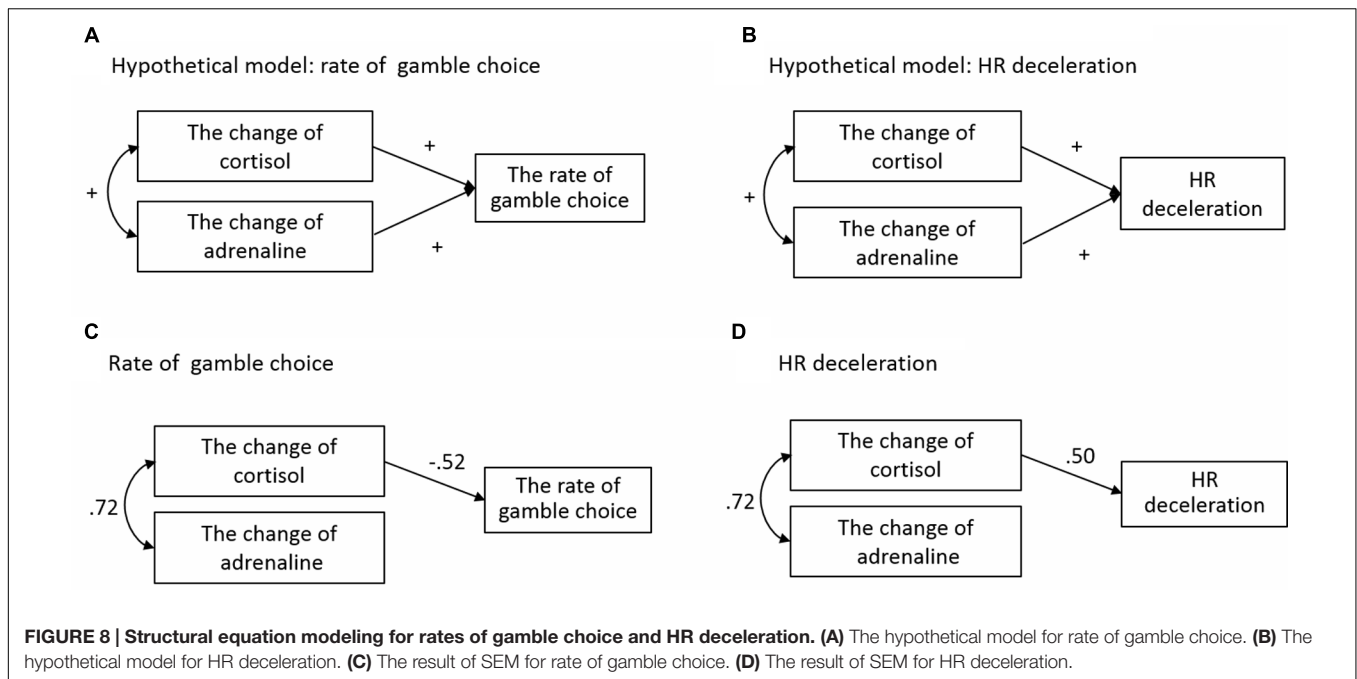 A
Hypothetical model: rate of gamble choice
The change of
cortisol
+
+
The change of
adrenaline
+
The rate of
gamble choice
B
Hypothetical model: HR deceleration
The change of
cortisol
+
+
The change of
adrenaline
+
HR
deceleration
C
Rate of gamble choice
The change of
cortisol
-.52
.72
The change of
adrenaline
The rate of
gamble choice
D
HR deceleration
The change of
cortisol
.50
.72
The change of
adrenaline
HR
deceleration
FIGURE 8 | Structural equation modeling for rates of gamble choice and HR deceleration. (A) The hypothetical model for rate of gamble choice. (B) The
hypothetical model for HR deceleration. (C) The result of SEM for rate of gamble choice. (D) The result of SEM for HR deceleration.